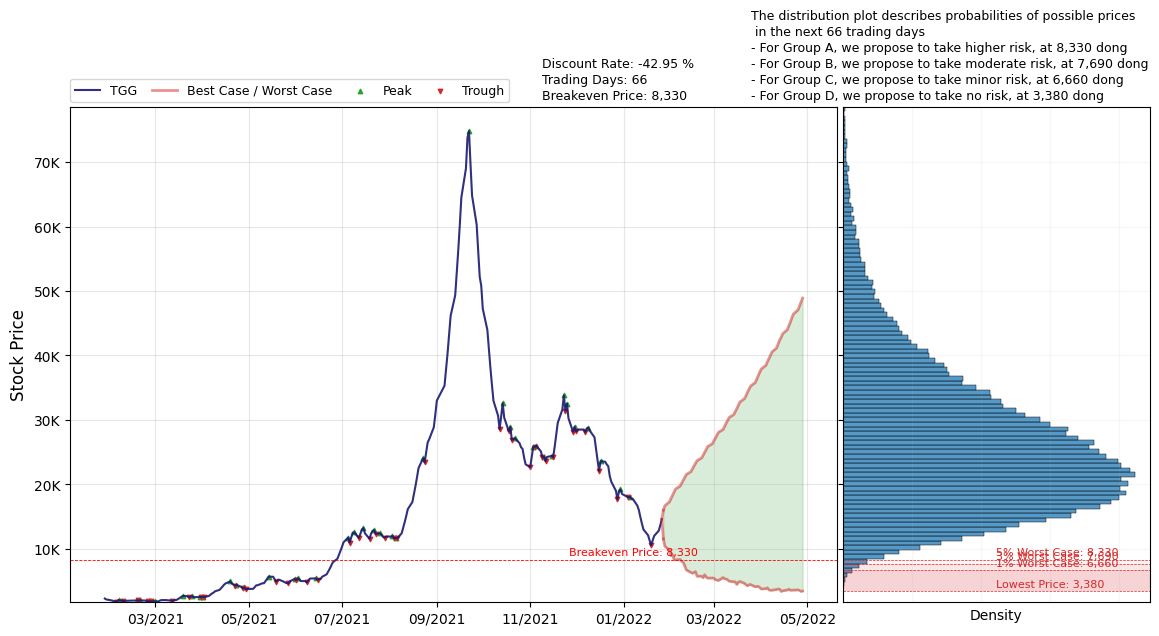 The distribution plot describes probabilities of possible prices
in the next 66 trading days
- For Group A, we propose to take higher risk, at 8,330 dong
- For Group B, we propose to take moderate risk, at 7,690 dong
- For Group C, we propose to take minor risk, at 6,660 dong
- For Group D, we propose to take no risk, at 3,380 dong
Discount Rate: -42.95 %
Trading Days: 66
Breakeven Price: 8,330
TGG
Best Case / Worst Case
Peak
Trough
Stock Price
70K
60K
50K
40K
30K
20K
10K
Breakeven Price: 8,330
03/2021
05/2021
07/2021
09/2021
11/2021
01/2022
03/2022
05/2022
5% Worst Case: 8,330
3% Worst Case: 7,690
1% Worst Case: 6,660
Lowest Price: 3,380
Density